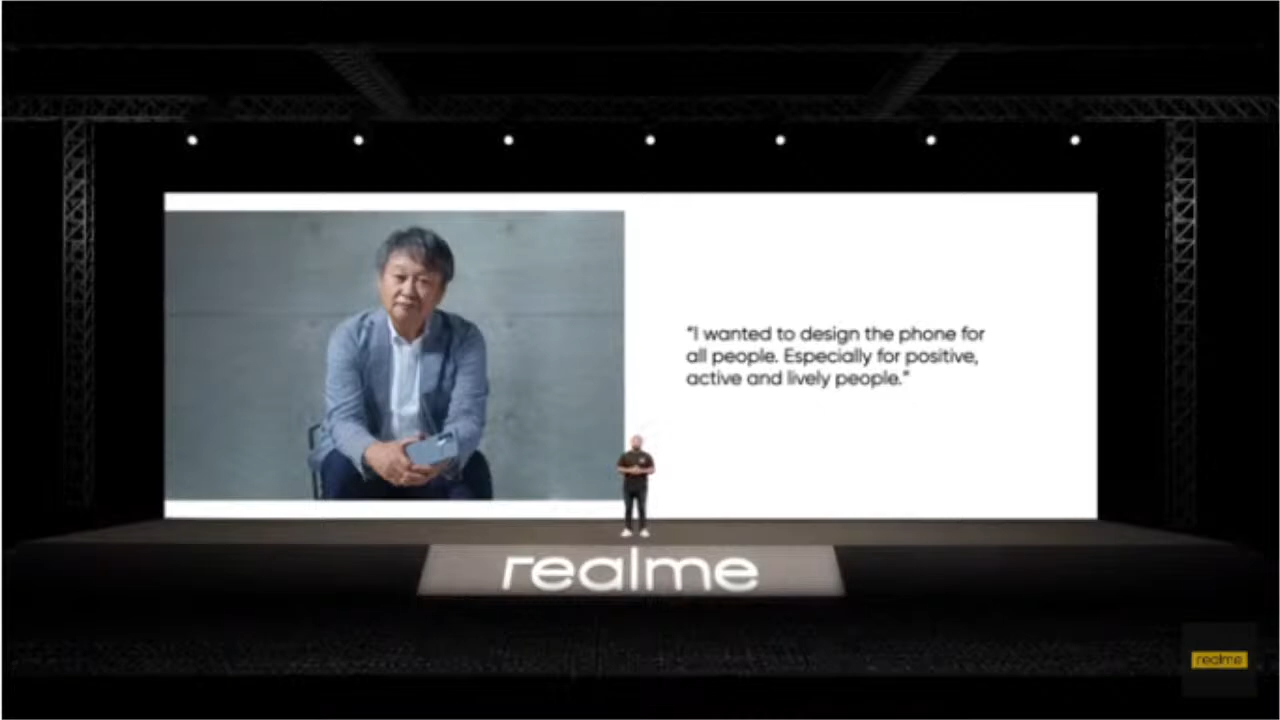 “I wanted to design the phone for
all people. Especially for positive,
active and lively people.”
realme
realme